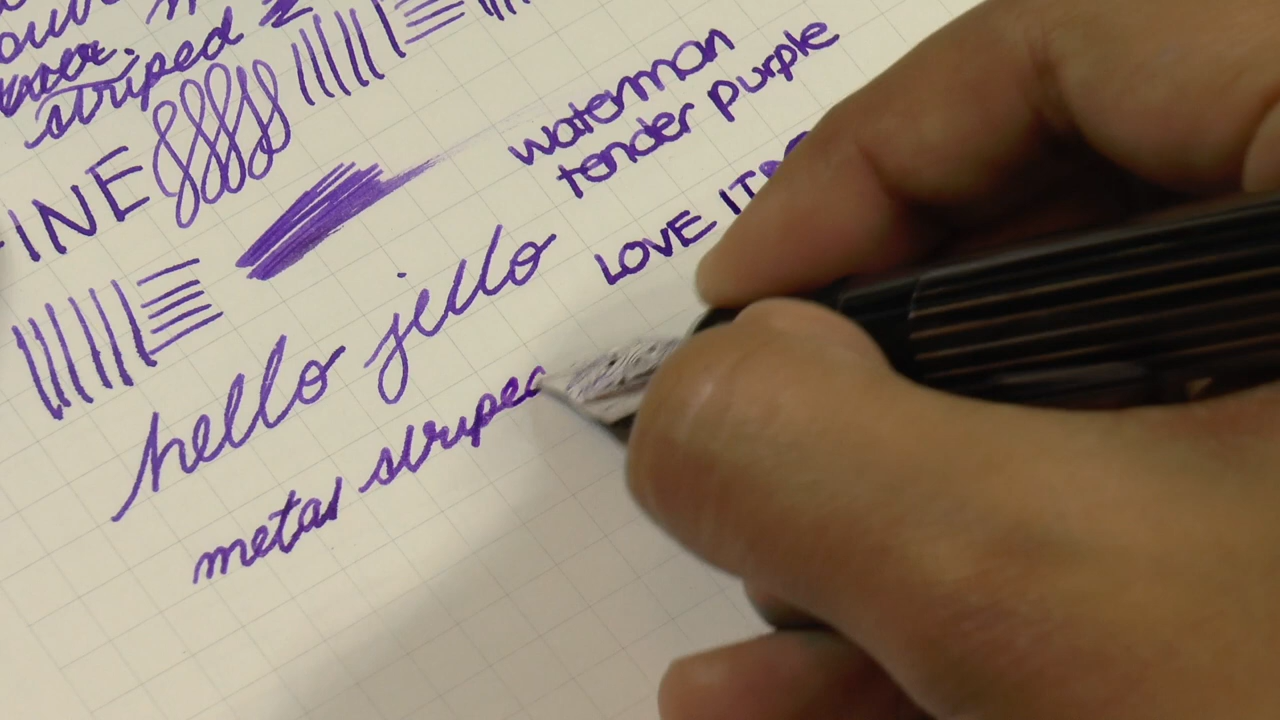 striped
FINE
waterman
tender purple
LOVE IT
hello jello
metal striped